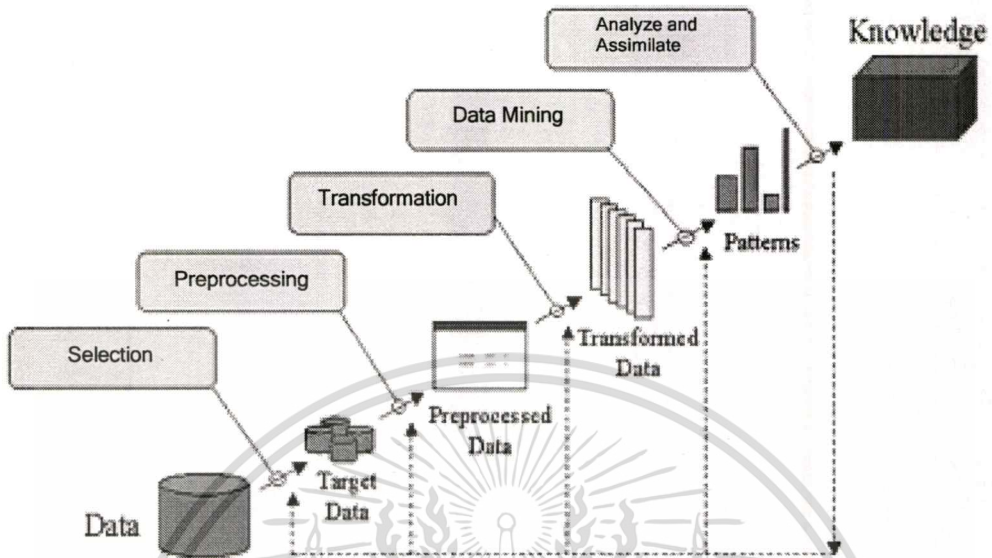 Analyze and
Assimilate
Knowledge
Data Mining
Transformation
Patterns
Preprocessing
Transformed
Data
Selection
Preprocessed
Data
Target
Data
Data